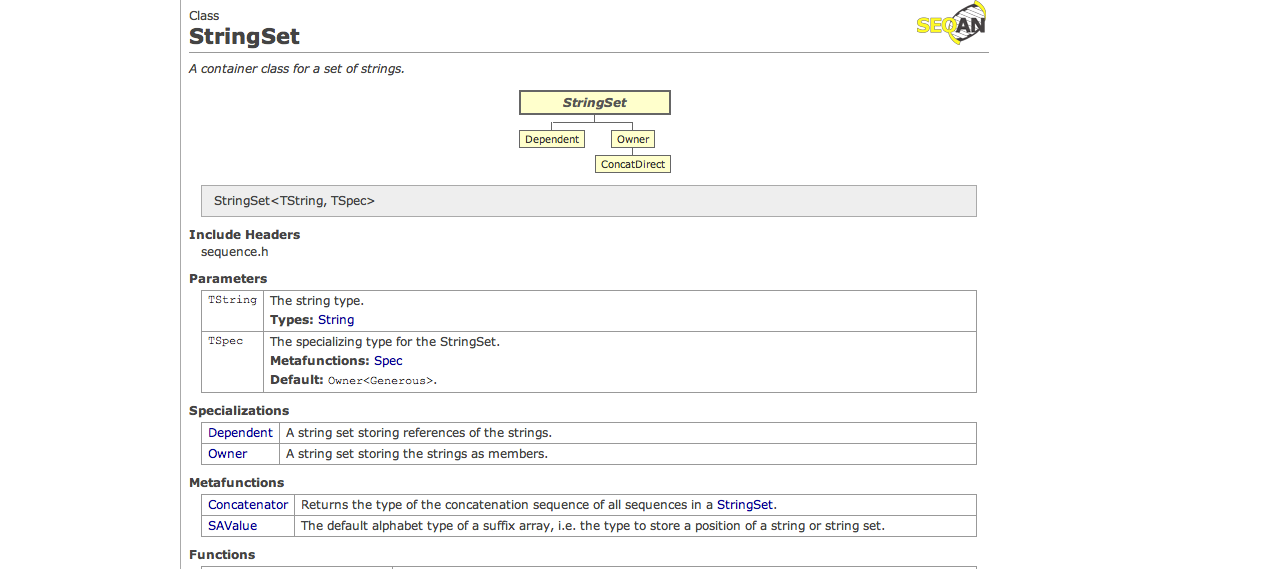 Class
StringSet
SEQAN
A container class for a set of strings.
StringSet
Dependent Owner
ConcatDirect
StringSet<TString, TSpec>
Include Headers
sequence.h
Parameters
TString The string type.
Types: String
TSpec The specializing type for the StringSet.
Metafunctions: Spec
Default: Owner<Generous>.
Specializations
Dependent A string set storing references of the strings.
Owner A string set storing the strings as members.
Metafunctions
Concatenator Returns the type of the concatenation sequence of all sequences in a StringSet.
SAValue The default alphabet type of a suffix array, i.e. the type to store a position of a string or string set.
Functions